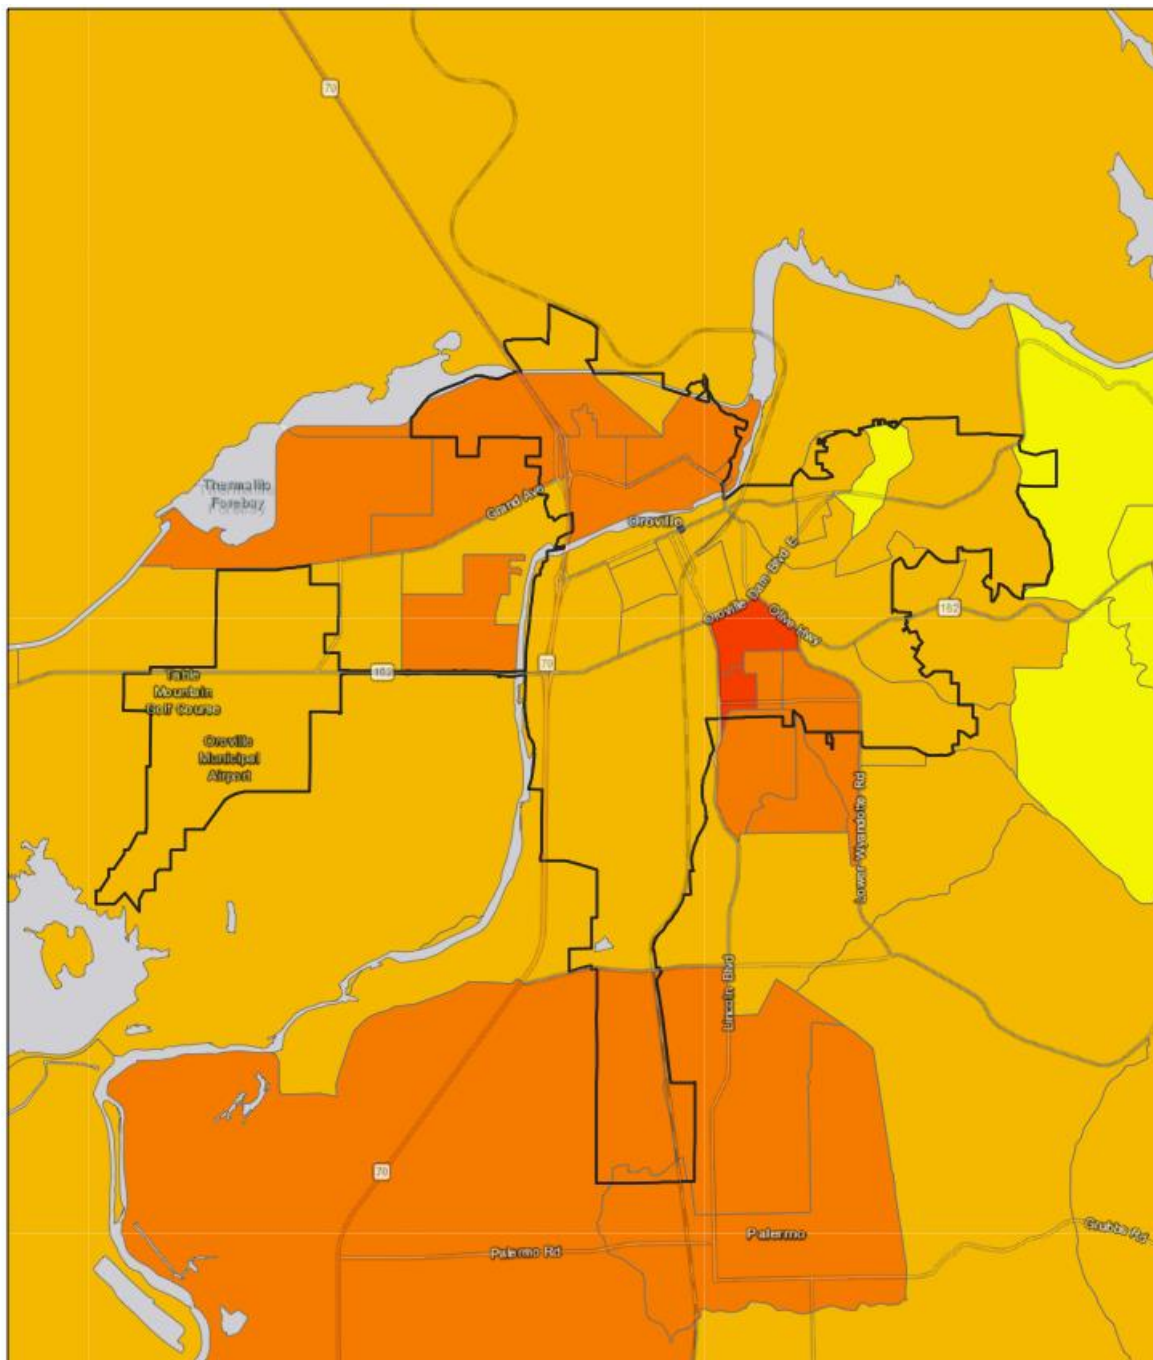 70
Thermalito
Forebay
Grand Ave
Oroville
Oroville Dam Blvd E
Olive Hwy
162
70
162
Table
Mountain
Golf Course
Oroville
Municipal
Airport
Lower Wyandotte Rd
Lincoln Blvd
70
Palermo Rd
Palermo
Grubbs Rd